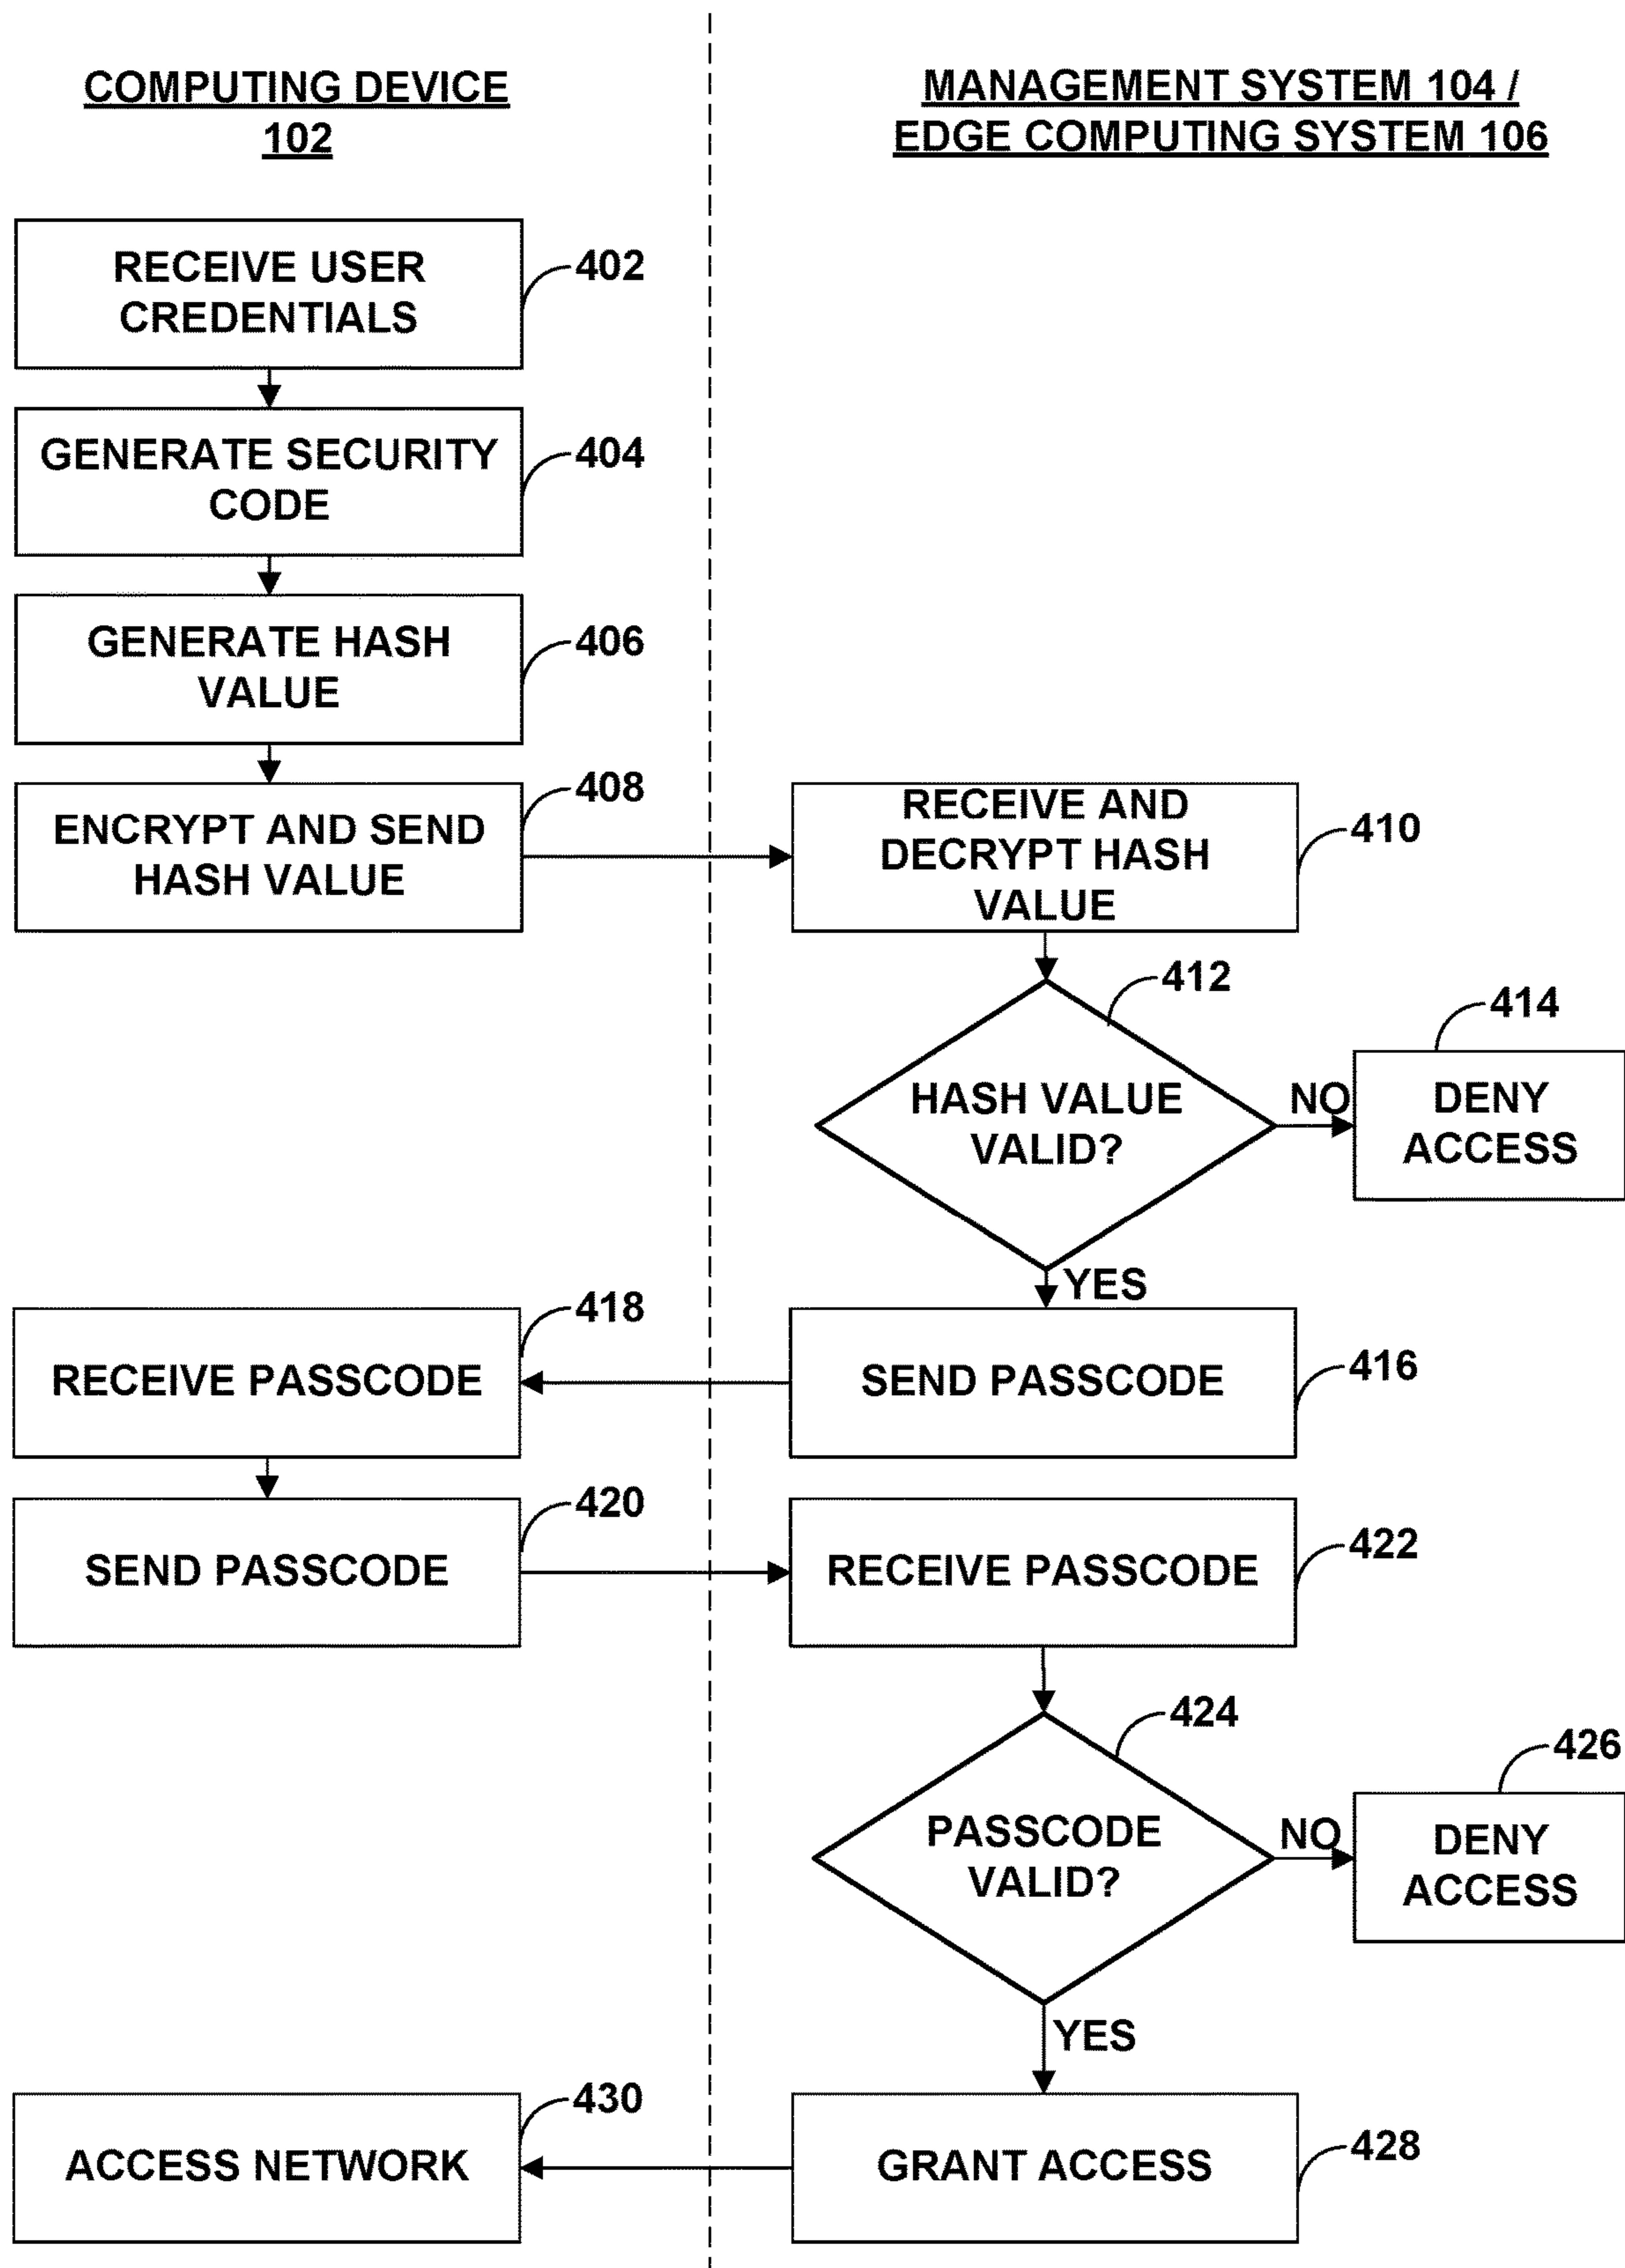 COMPUTING DEVICE
102
MANAGEMENT SYSTEM 104 /
EDGE COMPUTING SYSTEM 106
RECEIVE USER
CREDENTIALS
402
GENERATE SECURITY
CODE
404
GENERATE HASH
VALUE
406
ENCRYPT AND SEND
HASH VALUE
408
RECEIVE AND
DECRYPT HASH
VALUE
410
412
HASH VALUE
VALID?
NO
414
DENY
ACCESS
YES
SEND PASSCODE
416
418
RECEIVE PASSCODE
420
SEND PASSCODE
RECEIVE PASSCODE
422
424
PASSCODE
VALID?
NO
426
DENY
ACCESS
YES
GRANT ACCESS
428
430
ACCESS NETWORK